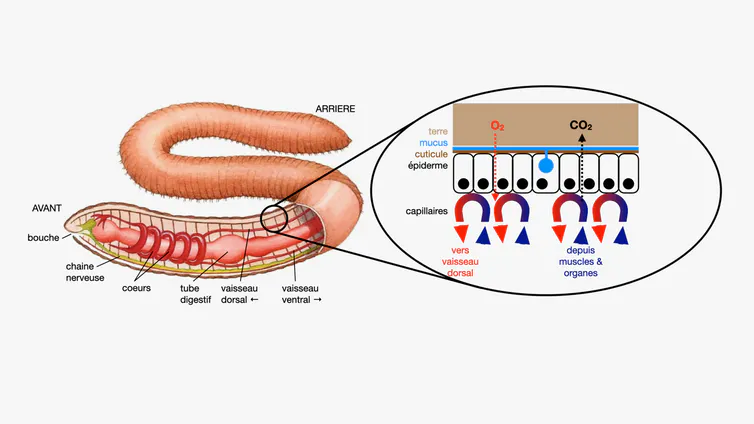 ARRIERE
AVANT
bouche
chaine
nerveuse
coeurs
tube
digestif
vaisseau
dorsal ←
vaisseau
ventral →
O₂
CO₂
terre
mucus
cuticule
épiderme
capillaires
vers
vaisseau
dorsal
depuis
muscles &
organes